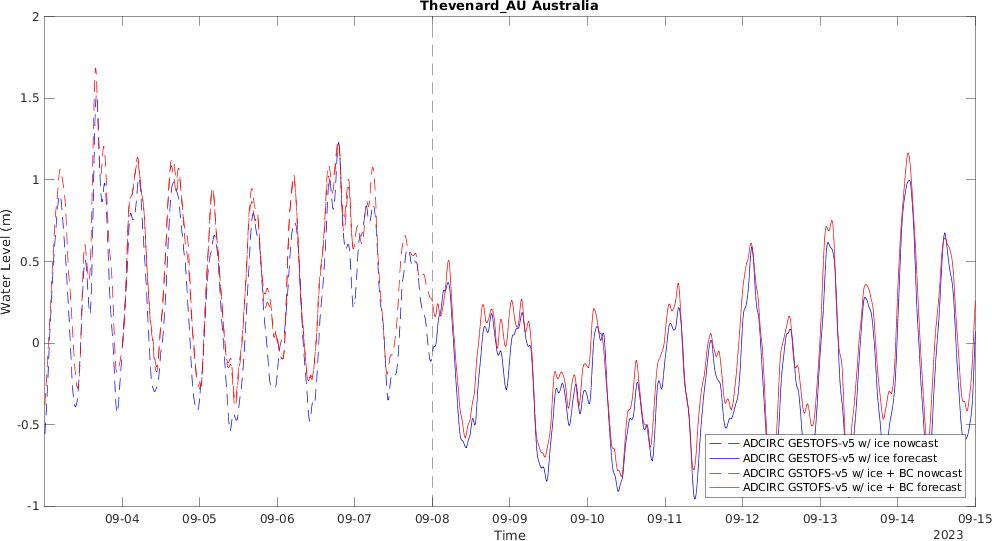 Thevenard_AU Australia
2
1.5
1
0.5
0
-0.5
-1
Water Level (m)
09-04 09-05 09-06 09-07 09-08 09-09 09-10 09-11 09-12 09-13 09-14 09-15
Time
2023
ADCIRC GESTOFS-v5 w/ ice nowcast
ADCIRC GESTOFS-v5 w/ ice forecast
ADCIRC GSTOFS-v5 w/ ice + BC nowcast
ADCIRC GSTOFS-v5 w/ ice + BC forecast